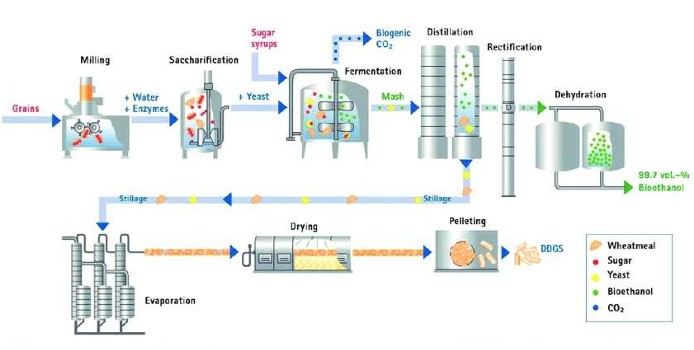 Milling
Saccharification
Sugar
syrups
Biogenic
CO₂
Fermentation
Distillation
Rectification
Dehydration
Grains
+ Water
+ Enzymes
+ Yeast
Mash
99.7 vol.-%
Bioethanol
Stillage
Stillage
Evaporation
Drying
Pelleting
DDGS
Wheatmeal
Sugar
Yeast
Bioethanol
CO₂